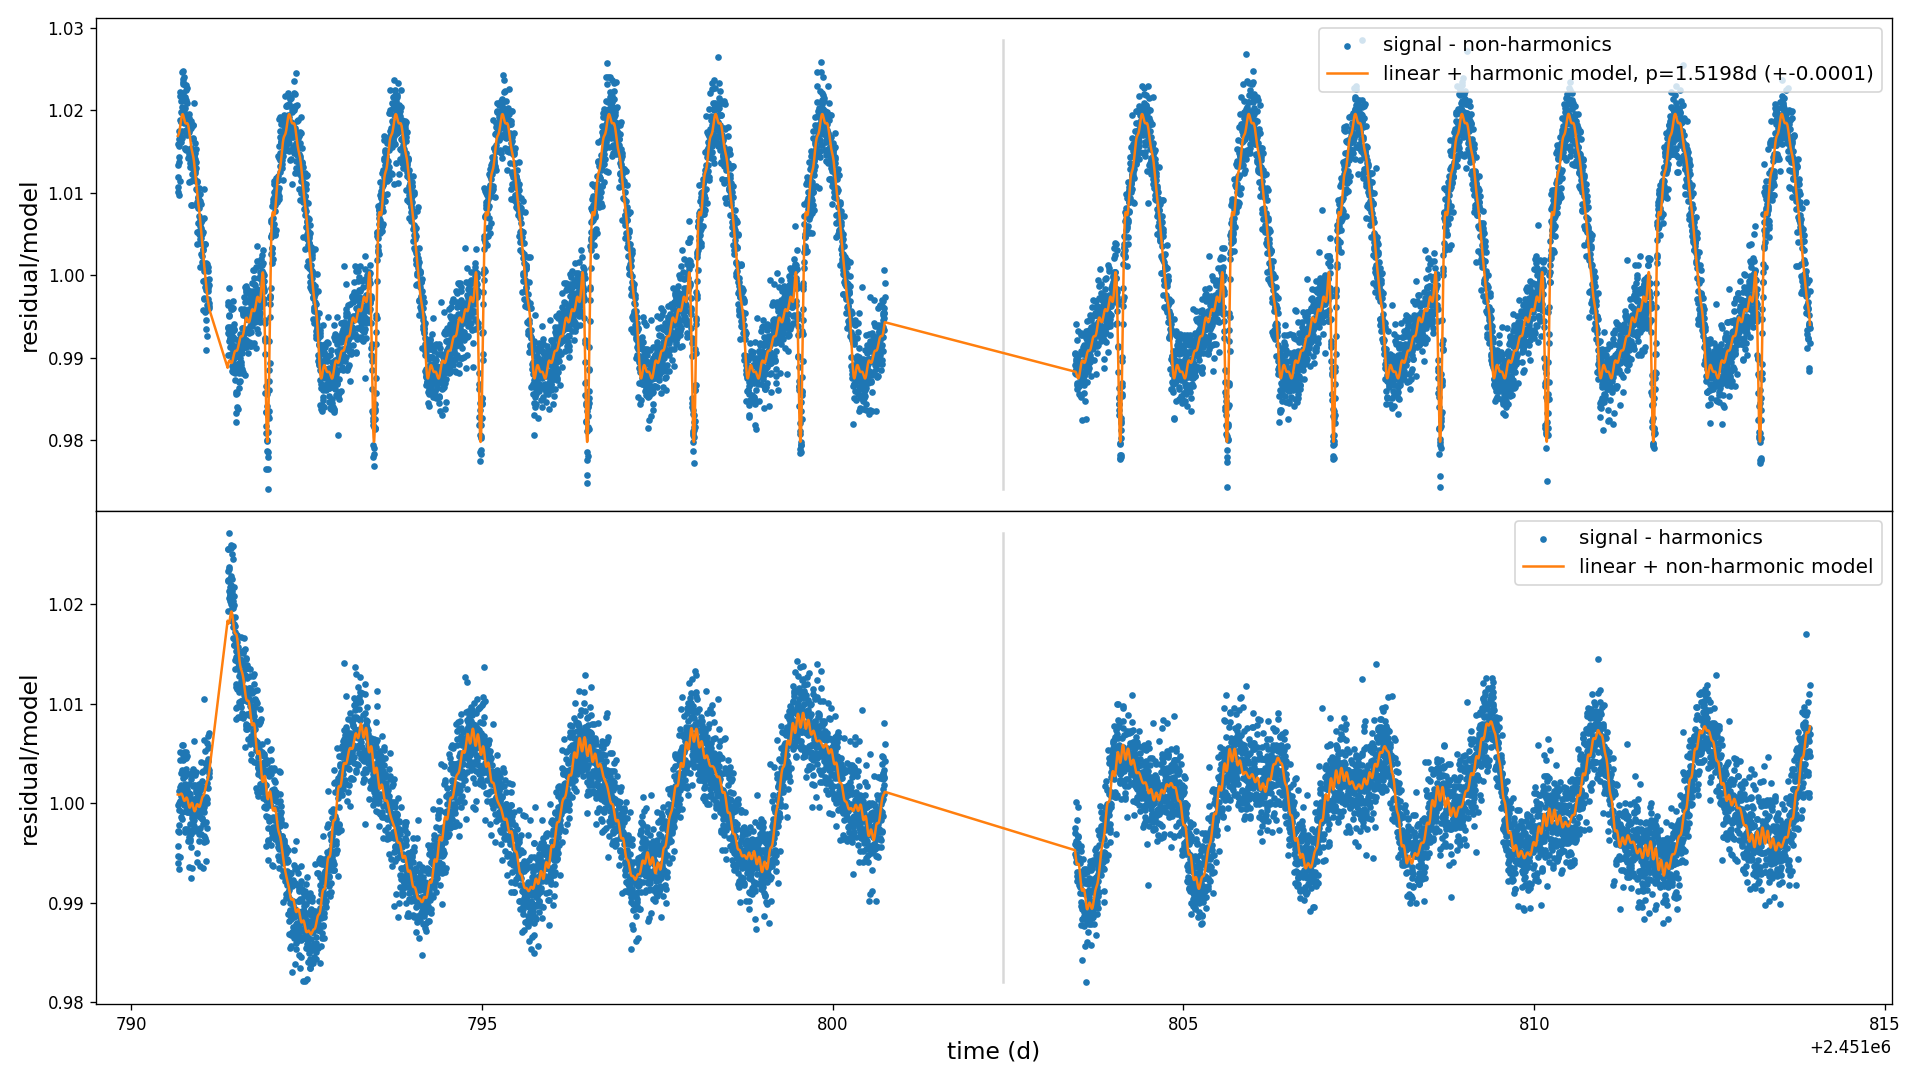 1.03
1.02
1.01
1.00
0.99
0.98
residual/model
signal - non-harmonics
linear + harmonic model, p=1.5198d (+-0.0001)
1.02
1.01
1.00
0.99
0.98
residual/model
signal - harmonics
linear + non-harmonic model
790 795 800 805 810 815
time (d)
+2.451e6